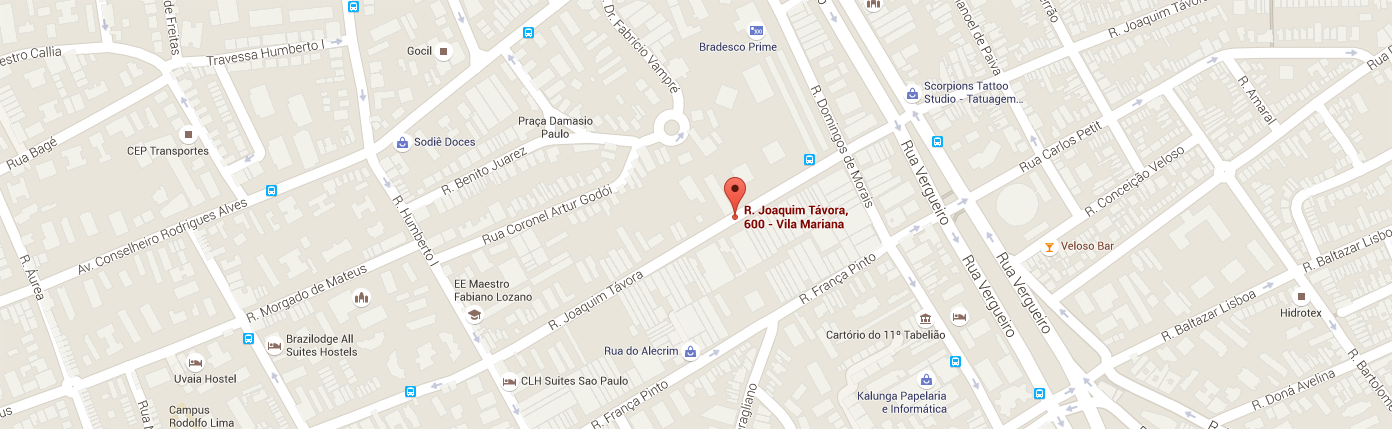 estro Callia
de Freitas
Travessa Humberto I
Gocil
Dr. Fabrício Vampré
Bradesco Prime
R. Joaquim Távora
Scorpions Tattoo
Studio - Tatuagem...
R. Amaral
Rua Bagé
CEP Transportes
Sodiê Doces
Praça Damasio
Paulo
R. Benito Juarez
Rua Coronel Artur Godói
R. Domingos de Morais
Rua Vergueiro
Rua Carlos Petit
R. Conceição Veloso
Veloso Bar
R. Áurea
Av. Conselheiro Rodrigues Alves
R. Humberto I
R. Joaquim Távora,
600 - Vila Mariana
R. Morgado de Mateus
EE Maestro
Fabiano Lozano
R. Joaquim Távora
R. França Pinto
Rua Vergueiro
Rua Vergueiro
R. Baltazar Lisboa
R. Baltazar Lisbo
Hidrotex
Brazilodge All
Suites Hostels
Uvaia Hostel
Rua do Alecrim
CLH Suites Sao Paulo
Cartório do 11º Tabelião
Kalunga Papelaria
e Informática
R. Doná Avelina
R. Bartolom
Campus
Rodolfo Lima
R. França Pinto